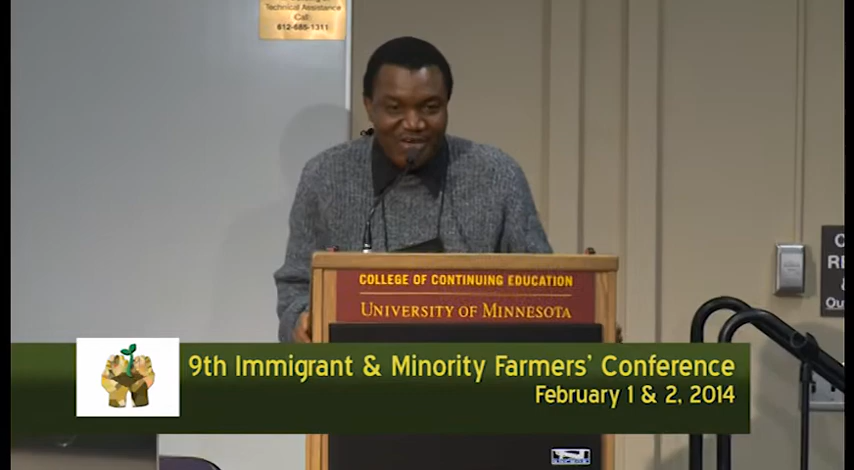 Technical Assistance
Call:
612-685-1311
COLLEGE OF CONTINUING EDUCATION
UNIVERSITY OF MINNESOTA
9th Immigrant & Minority Farmers' Conference
February 1 & 2, 2014